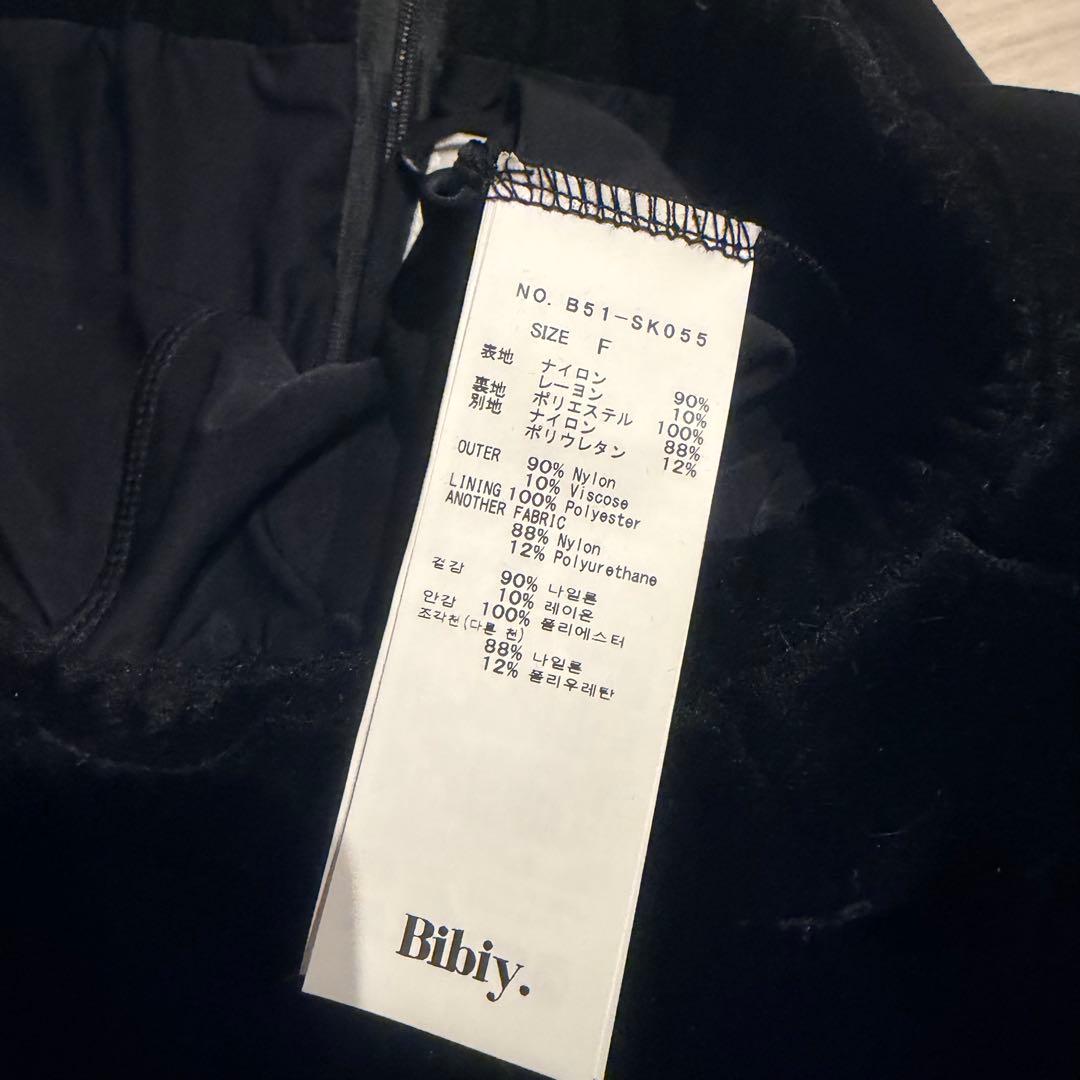 NO. B51-SK055
SIZE F
表地 ナイロン 90%
レーヨン 10%
裏地 ポリエステル 100%
別地 ナイロン 88%
ポリウレタン 12%
OUTER 90% Nylon
10% Viscose
LINING 100% Polyester
ANOTHER FABRIC
88% Nylon
12% Polyurethane
겉감 90% 나일론
10% 레이온
안감 100% 폴리에스터
조각천(다른 천)
88% 나일론
12% 폴리우레탄
Bibiy.